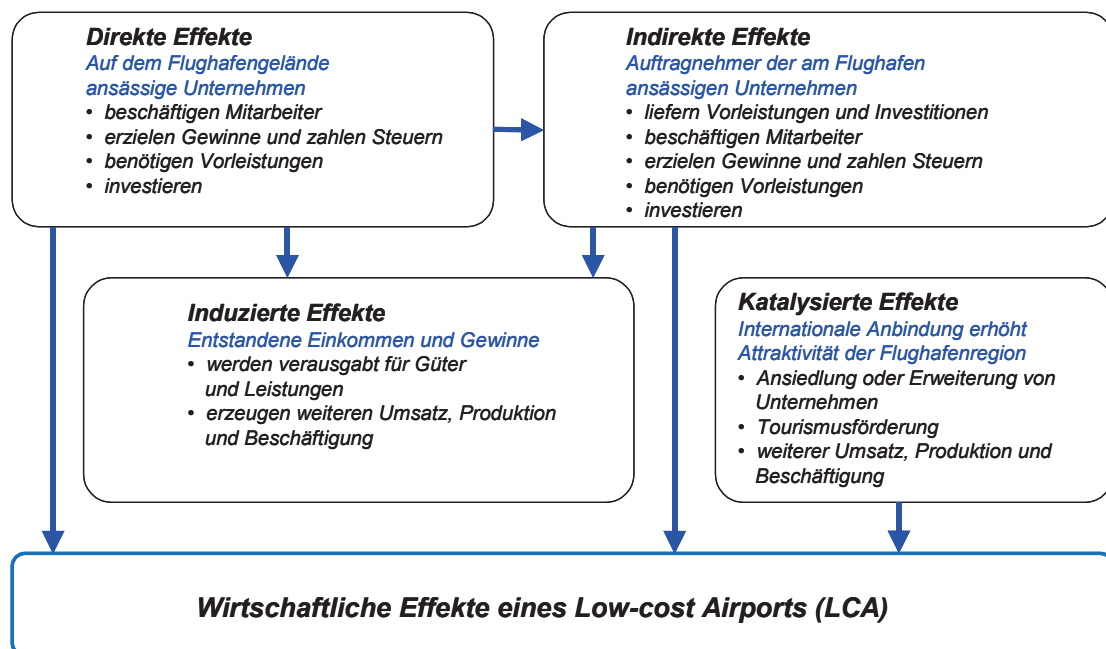 Direkte Effekte
Auf dem Flughafengelände
ansässige Unternehmen
• beschäftigen Mitarbeiter
• erzielen Gewinne und zahlen Steuern
• benötigen Vorleistungen
• investieren
Indirekte Effekte
Auftragnehmer der am Flughafen
ansässigen Unternehmen
• liefern Vorleistungen und Investitionen
• beschäftigen Mitarbeiter
• erzielen Gewinne und zahlen Steuern
• benötigen Vorleistungen
• investieren
Induzierte Effekte
Entstandene Einkommen und Gewinne
• werden verausgabt für Güter
und Leistungen
• erzeugen weiteren Umsatz, Produktion
und Beschäftigung
Katalysierte Effekte
Internationale Anbindung erhöht
Attraktivität der Flughafenregion
• Ansiedlung oder Erweiterung von
Unternehmen
• Tourismusförderung
• weiterer Umsatz, Produktion und
Beschäftigung
Wirtschaftliche Effekte eines Low-cost Airports (LCA)